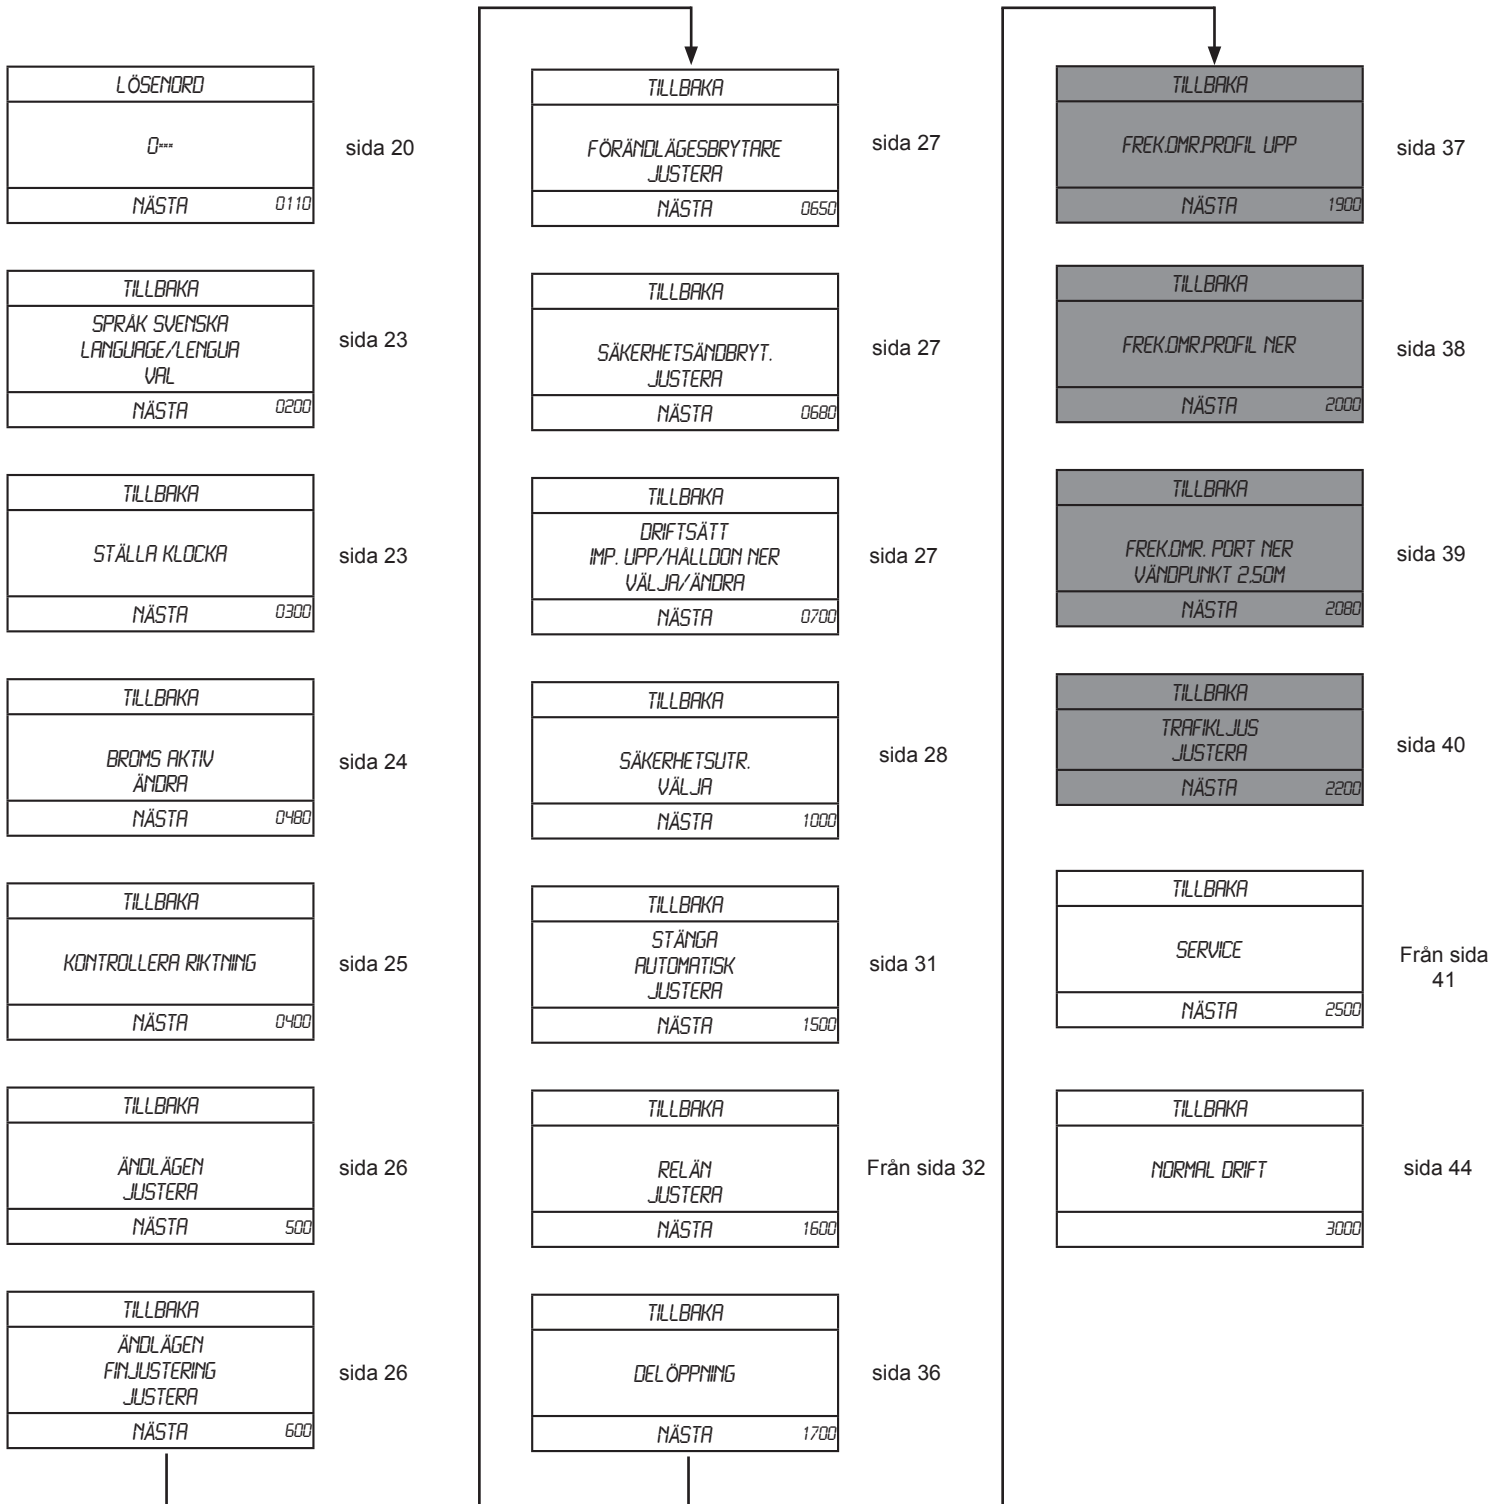 LÖSENORD
0***
NÄSTA 0110
sida 20
TILLBAKA
SPRÅK SVENSKA
LANGUAGE/LENGUA
VAL
NÄSTA 0200
sida 23
TILLBAKA
STÄLLA KLOCKA
NÄSTA 0300
sida 23
TILLBAKA
BROMS AKTIV
ÄNDRA
NÄSTA 0480
sida 24
TILLBAKA
KONTROLLERA RIKTNING
NÄSTA 0400
sida 25
TILLBAKA
ÄNDLÄGEN
JUSTERA
NÄSTA 500
sida 26
TILLBAKA
ÄNDLÄGEN
FINJUSTERING
JUSTERA
NÄSTA 600
sida 26
TILLBAKA
FÖRÄNDLÄGESBRYTARE
JUSTERA
NÄSTA 0650
sida 27
TILLBAKA
SÄKERHETSÄNDBRYT.
JUSTERA
NÄSTA 0680
sida 27
TILLBAKA
DRIFTSÄTT
IMP. UPP/HÅLLDON NER
VÄLJA/ÄNDRA
NÄSTA 0700
sida 27
TILLBAKA
SÄKERHETSUTR.
VÄLJA
NÄSTA 1000
sida 28
TILLBAKA
STÄNGA
AUTOMATISK
JUSTERA
NÄSTA 1500
sida 31
TILLBAKA
RELÄN
JUSTERA
NÄSTA 1600
Från sida 32
TILLBAKA
DELÖPPNING
NÄSTA 1700
sida 36
TILLBAKA
FREK.OMR.PROFIL UPP
NÄSTA 1900
sida 37
TILLBAKA
FREK.OMR.PROFIL NER
NÄSTA 2000
sida 38
TILLBAKA
FREK.OMR. PORT NER
VÄNDPUNKT 2.50M
NÄSTA 2080
sida 39
TILLBAKA
TRAFIKLJUS
JUSTERA
NÄSTA 2200
sida 40
TILLBAKA
SERVICE
NÄSTA 2500
Från sida
41
TILLBAKA
NORMAL DRIFT
3000
sida 44